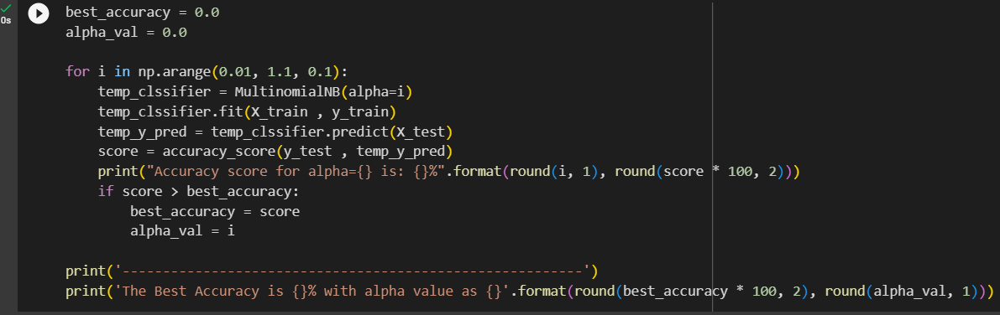 best_accuracy = 0.0
0s
alpha_val = 0.0
for i in np.arange(0.01, 1.1, 0.1):
    temp_clssifier = MultinomialNB(alpha=i)
    temp_clssifier.fit(X_train , y_train)
    temp_y_pred = temp_clssifier.predict(X_test)
    score = accuracy_score(y_test , temp_y_pred)
    print("Accuracy score for alpha={} is: {}%".format(round(i, 1), round(score * 100, 2)))
    if score > best_accuracy:
        best_accuracy = score
        alpha_val = i
print('---------------------------------------------------------')
print('The Best Accuracy is {}% with alpha value as {}'.format(round(best_accuracy * 100, 2), round(alpha_val, 1)))